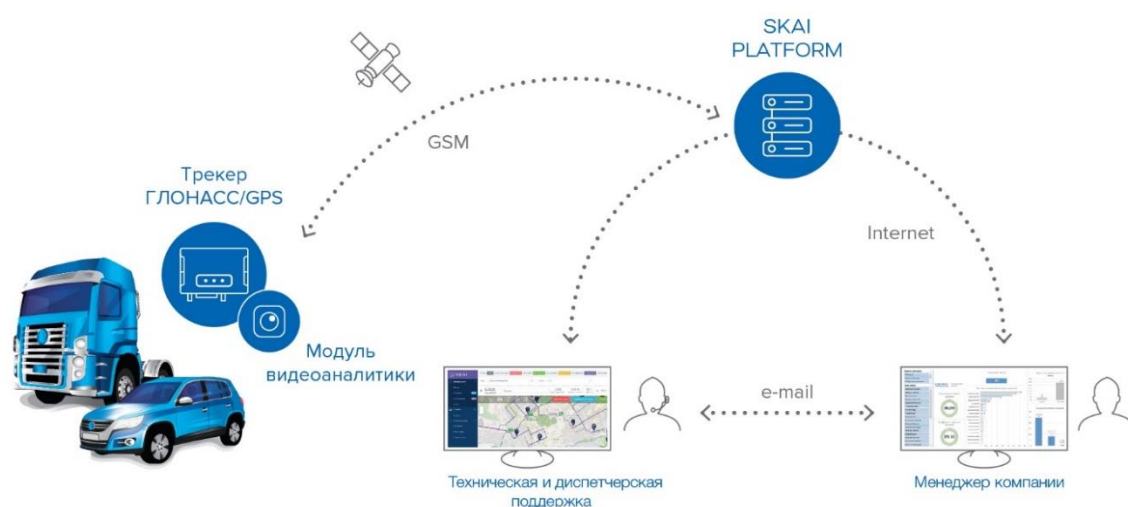 SKAI
PLATFORM
GSM
Трекер
ГЛОНАСС/GPS
Internet
Модуль
видеоаналитики
e-mail
Техническая и диспетчерская
поддержка
Менеджер компании